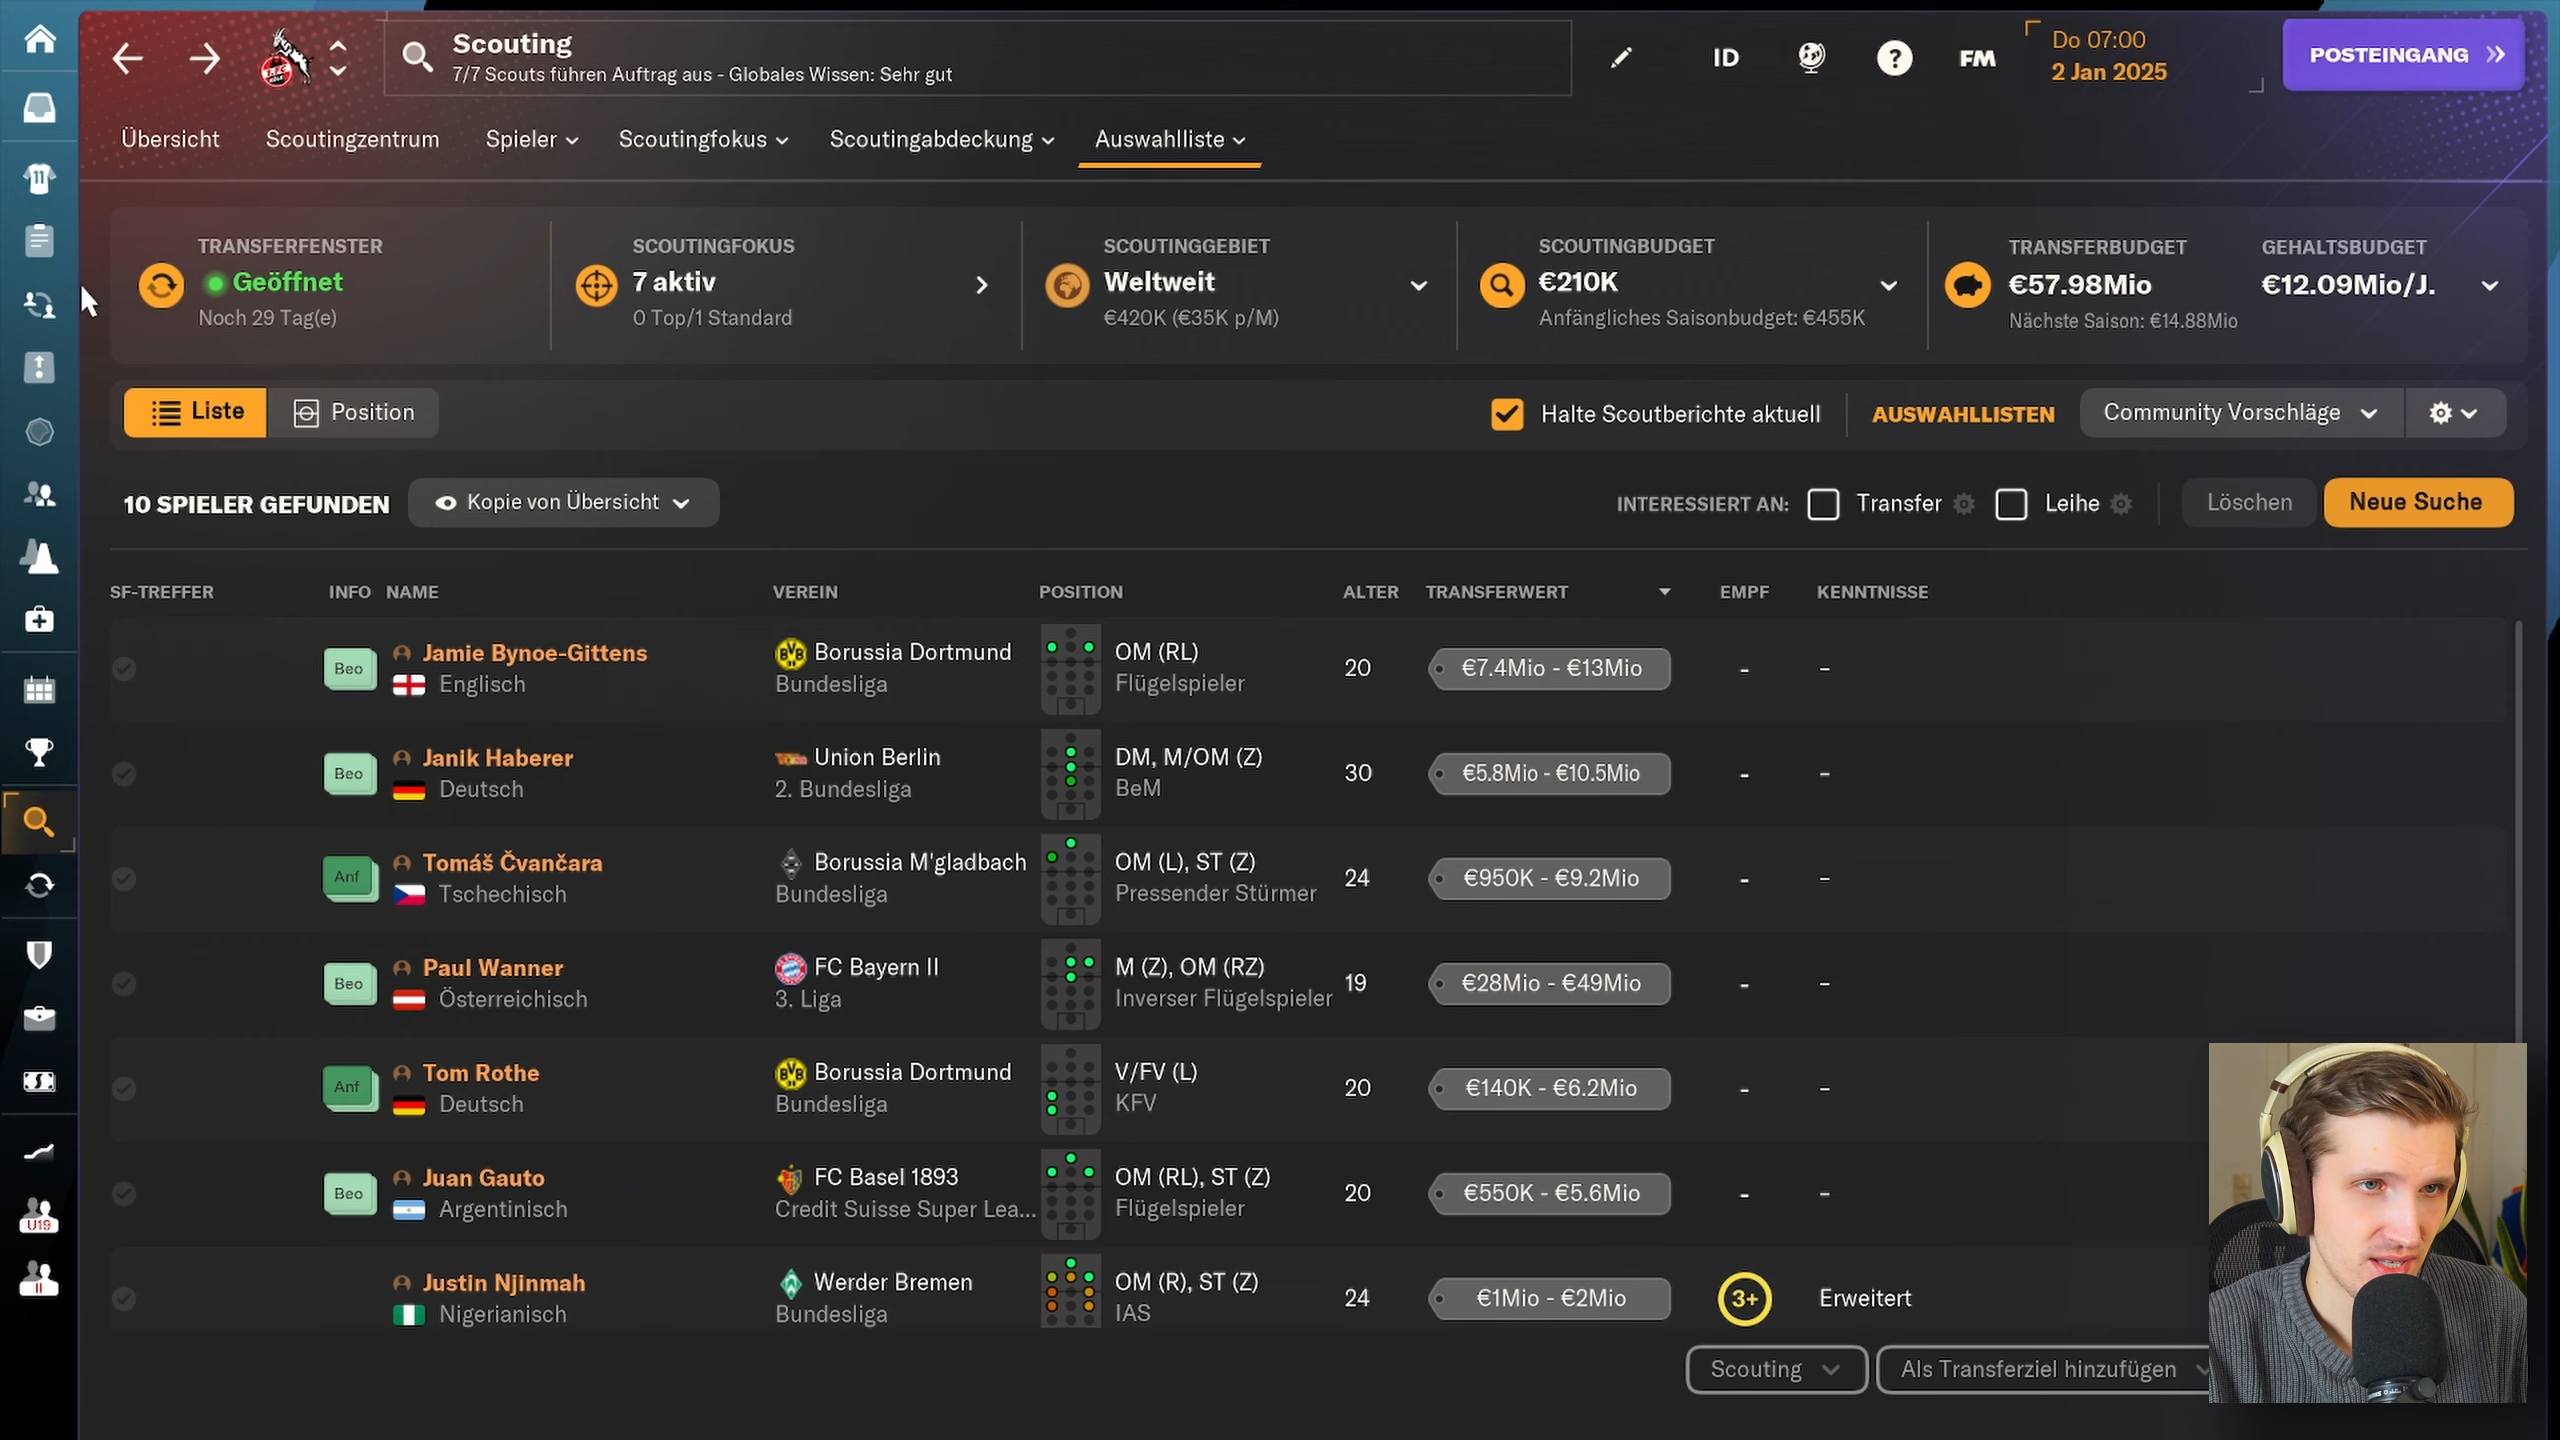 Scouting
7/7 Scouts führen Auftrag aus - Globales Wissen: Sehr gut
ID
FM
Do 07:00
2 Jan 2025
POSTEINGANG
Übersicht
Scoutingzentrum
Spieler
Scoutingfokus
Scoutingabdeckung
Auswahlliste
TRANSFERFENSTER
Geöffnet
Noch 29 Tag(e)
SCOUTINGFOKUS
7 aktiv
0 Top/1 Standard
SCOUTINGGEBIET
Weltweit
€420K (€35K p/M)
SCOUTINGBUDGET
€210K
Anfängliches Saisonbudget: €455K
TRANSFERBUDGET
€57.98Mio
Nächste Saison: €14.88Mio
GEHALTSBUDGET
€12.09Mio/J.
Liste
Position
Halte Scoutberichte aktuell
AUSWAHLLISTEN
Community Vorschläge
10 SPIELER GEFUNDEN
Kopie von Übersicht
INTERESSIERT AN:
Transfer
Leihe
Löschen
Neue Suche
SF-TREFFER INFO NAME VEREIN POSITION ALTER TRANSFERWERT EMPF KENNTNISSE
Beo Jamie Bynoe-Gittens Borussia Dortmund OM (RL) 20 €7.4Mio - €13Mio - -
Englisch Bundesliga Flügelspieler
Beo Janik Haberer Union Berlin DM, M/OM (Z) 30 €5.8Mio - €10.5Mio - -
Deutsch 2. Bundesliga BeM
Anf Tomáš Čvančara Borussia M'gladbach OM (L), ST (Z) 24 €950K - €9.2Mio - -
Tschechisch Bundesliga Pressender Stürmer
Beo Paul Wanner FC Bayern II M (Z), OM (RZ) 19 €28Mio - €49Mio - -
Österreichisch 3. Liga Inverser Flügelspieler
Anf Tom Rothe Borussia Dortmund V/FV (L) 20 €140K - €6.2Mio - -
Deutsch Bundesliga KFV
Beo Juan Gauto FC Basel 1893 OM (RL), ST (Z) 20 €550K - €5.6Mio - -
Argentinisch Credit Suisse Super Lea... Flügelspieler
Justin Njinmah Werder Bremen OM (R), ST (Z) 24 €1Mio - €2Mio 3+ Erweitert
Nigerianisch Bundesliga IAS
Scouting
Als Transferziel hinzufügen
11
U19
II